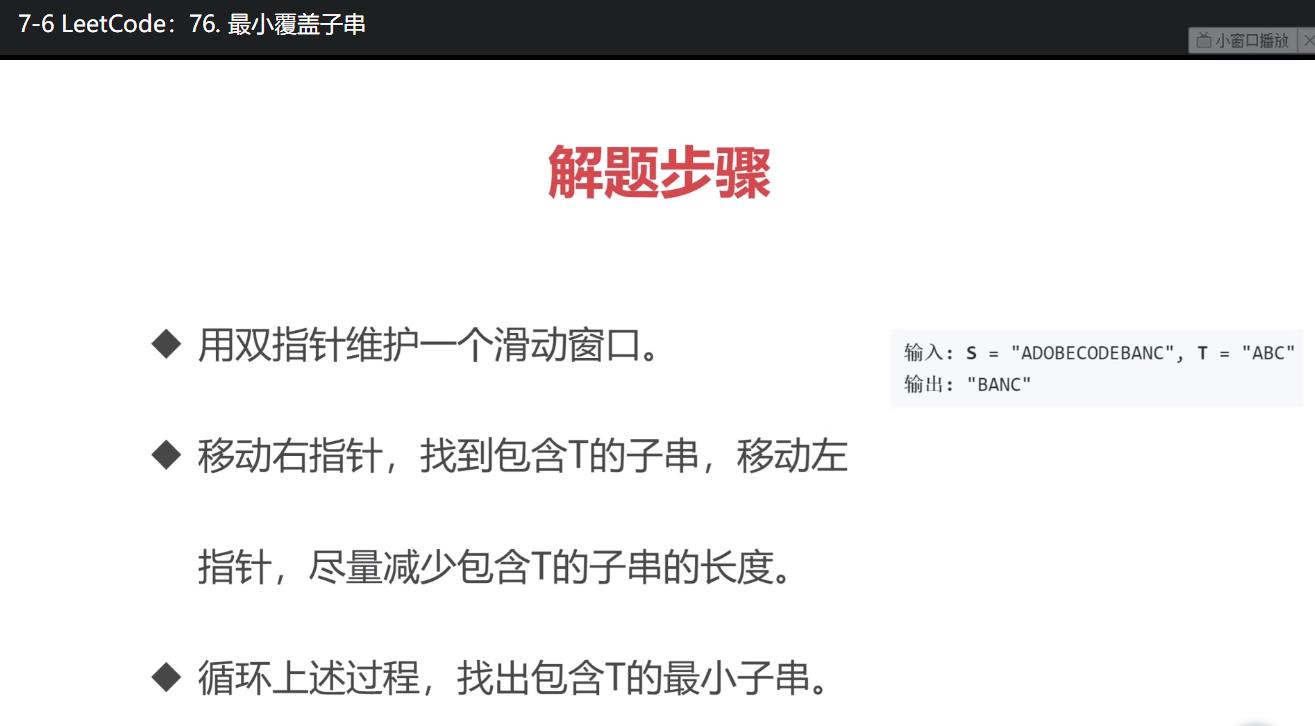 7-6 LeetCode：76. 最小覆盖子串
小窗口播放
解题步骤
◆ 用双指针维护一个滑动窗口。
输入: S = "ADOBECODEBANC", T = "ABC"
输出: "BANC"
◆ 移动右指针，找到包含T的子串，移动左
指针，尽量减少包含T的子串的长度。
◆ 循环上述过程，找出包含T的最小子串。